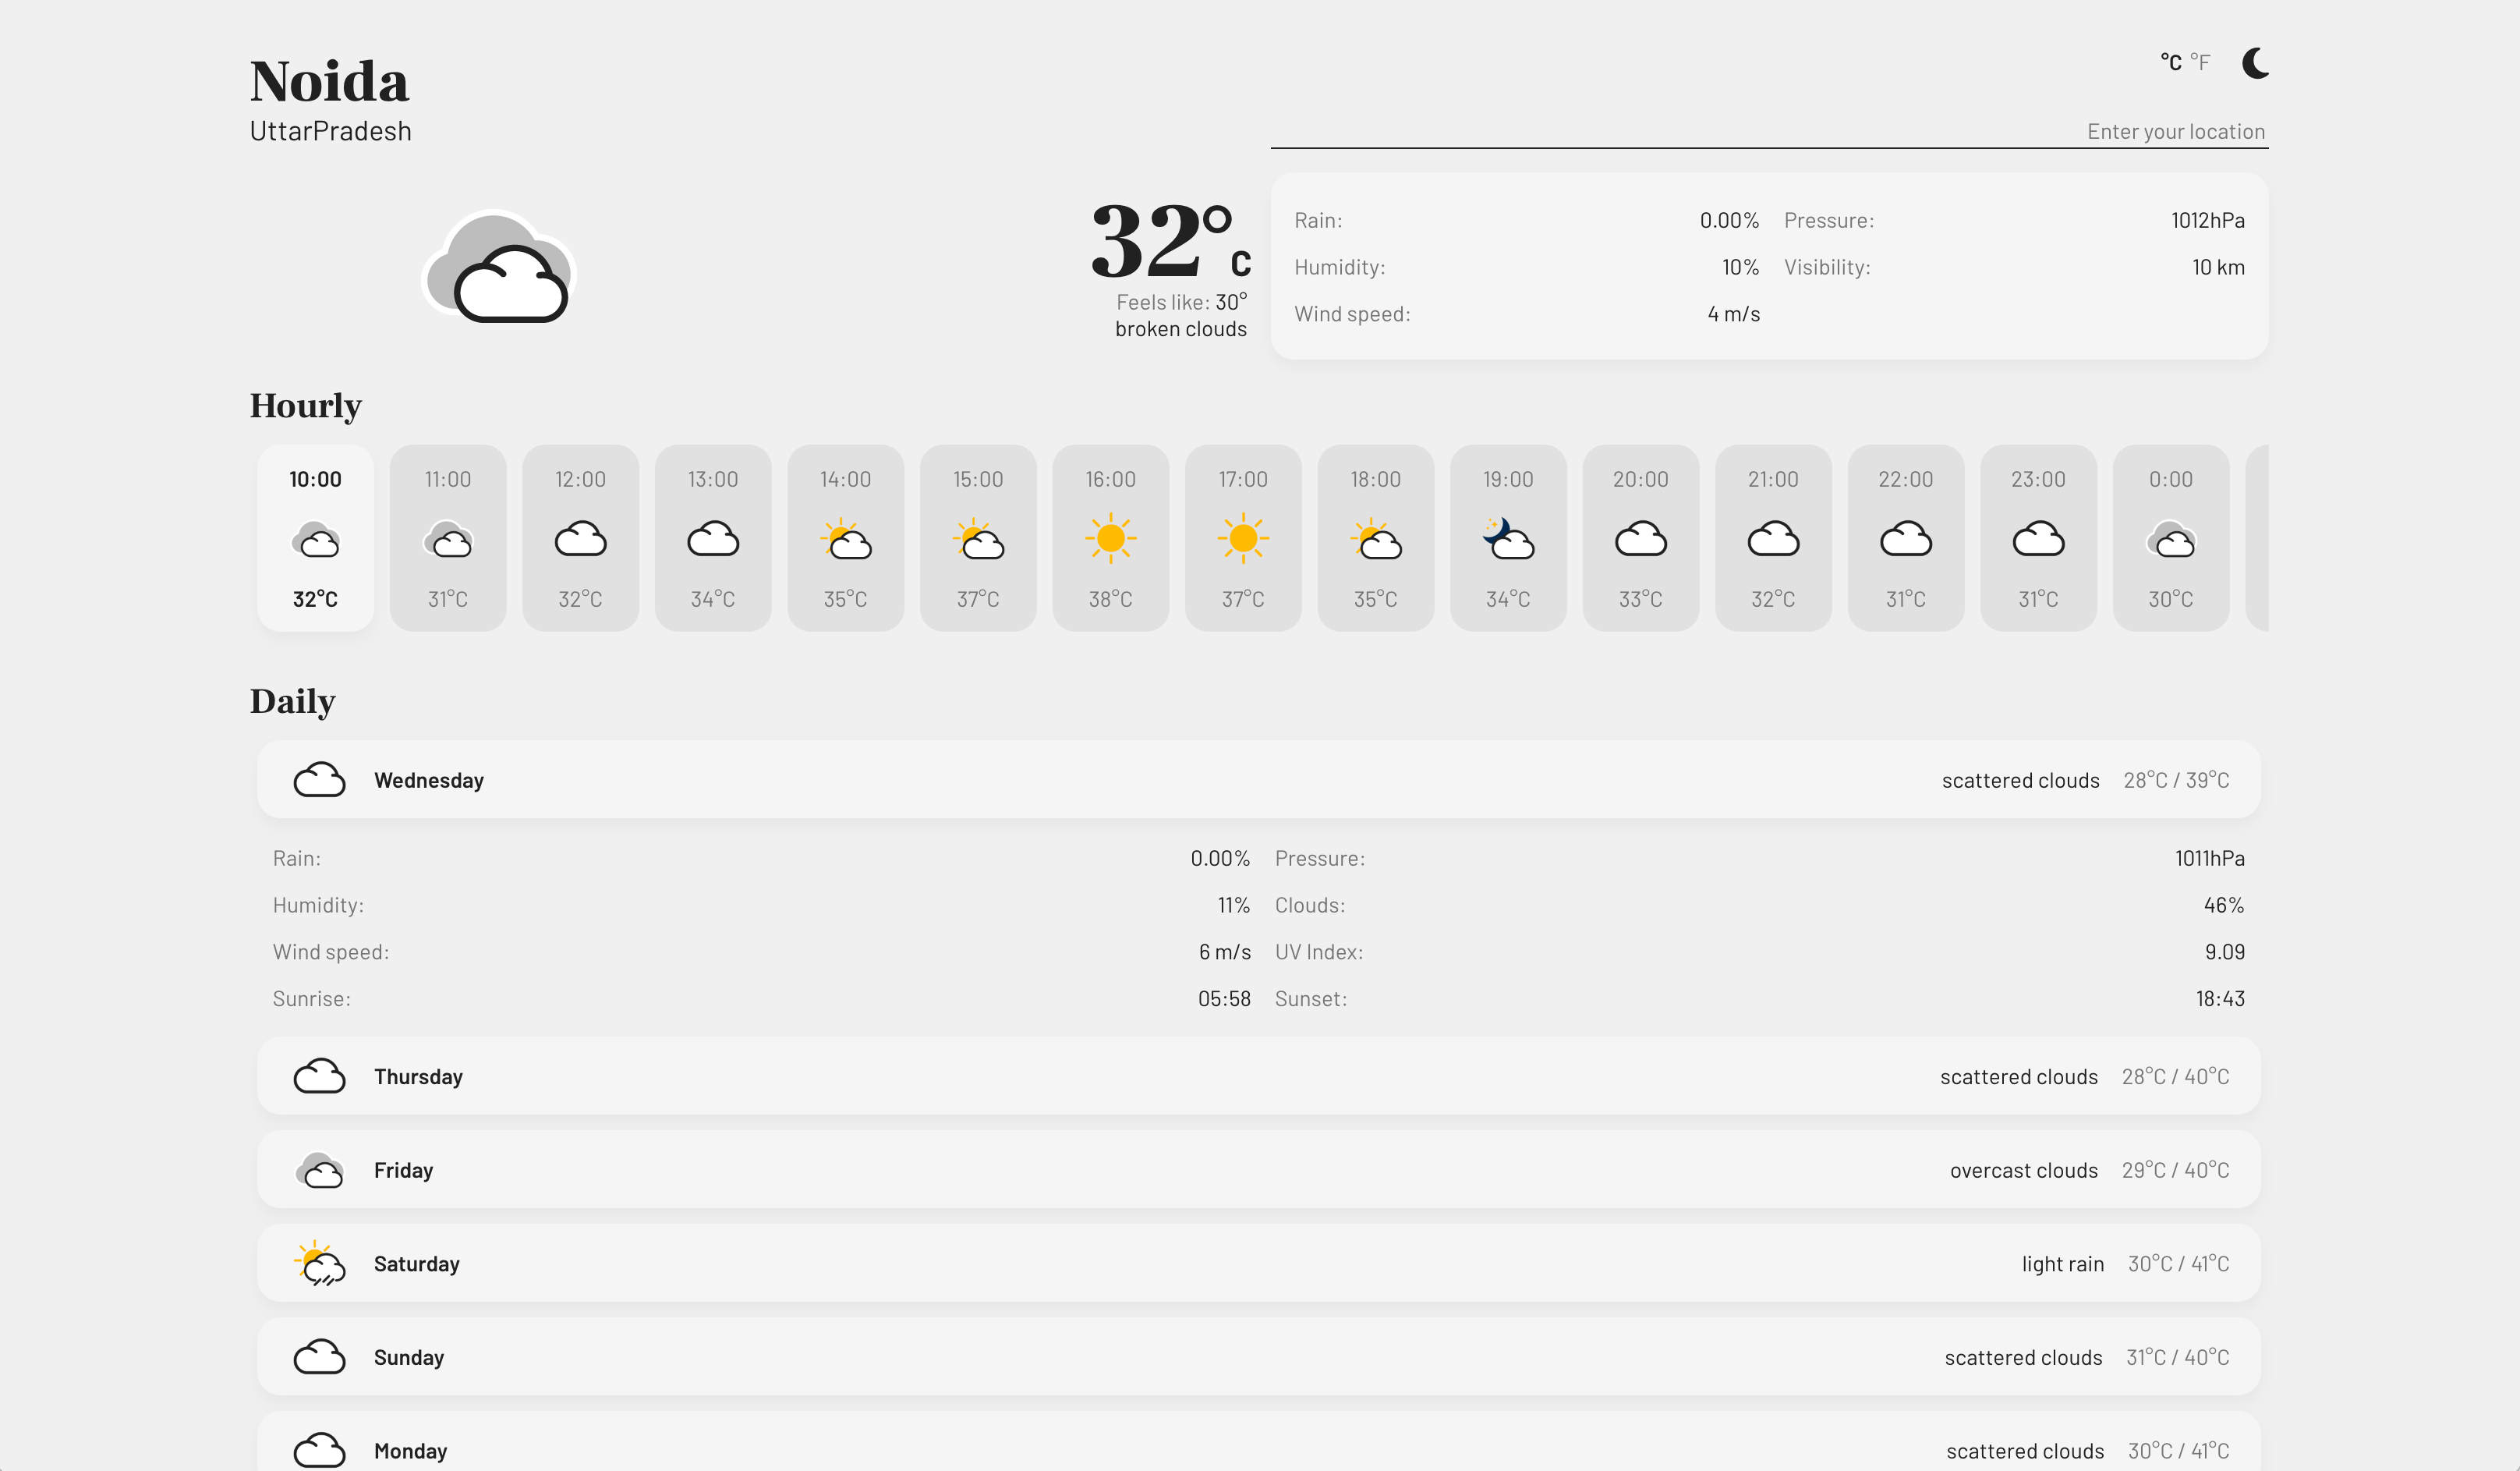 Noida
UttarPradesh
°C °F
Enter your location
32°C
Feels like: 30°
broken clouds
Rain: 0.00% Pressure: 1012hPa
Humidity: 10% Visibility: 10 km
Wind speed: 4 m/s
Hourly
10:00 11:00 12:00 13:00 14:00 15:00 16:00 17:00 18:00 19:00 20:00 21:00 22:00 23:00 0:00
32°C 31°C 32°C 34°C 35°C 37°C 38°C 37°C 35°C 34°C 33°C 32°C 31°C 31°C 30°C
Daily
Wednesday scattered clouds 28°C / 39°C
Rain: 0.00% Pressure: 1011hPa
Humidity: 11% Clouds: 46%
Wind speed: 6 m/s UV Index: 9.09
Sunrise: 05:58 Sunset: 18:43
Thursday scattered clouds 28°C / 40°C
Friday overcast clouds 29°C / 40°C
Saturday light rain 30°C / 41°C
Sunday scattered clouds 31°C / 40°C
Monday scattered clouds 30°C / 41°C